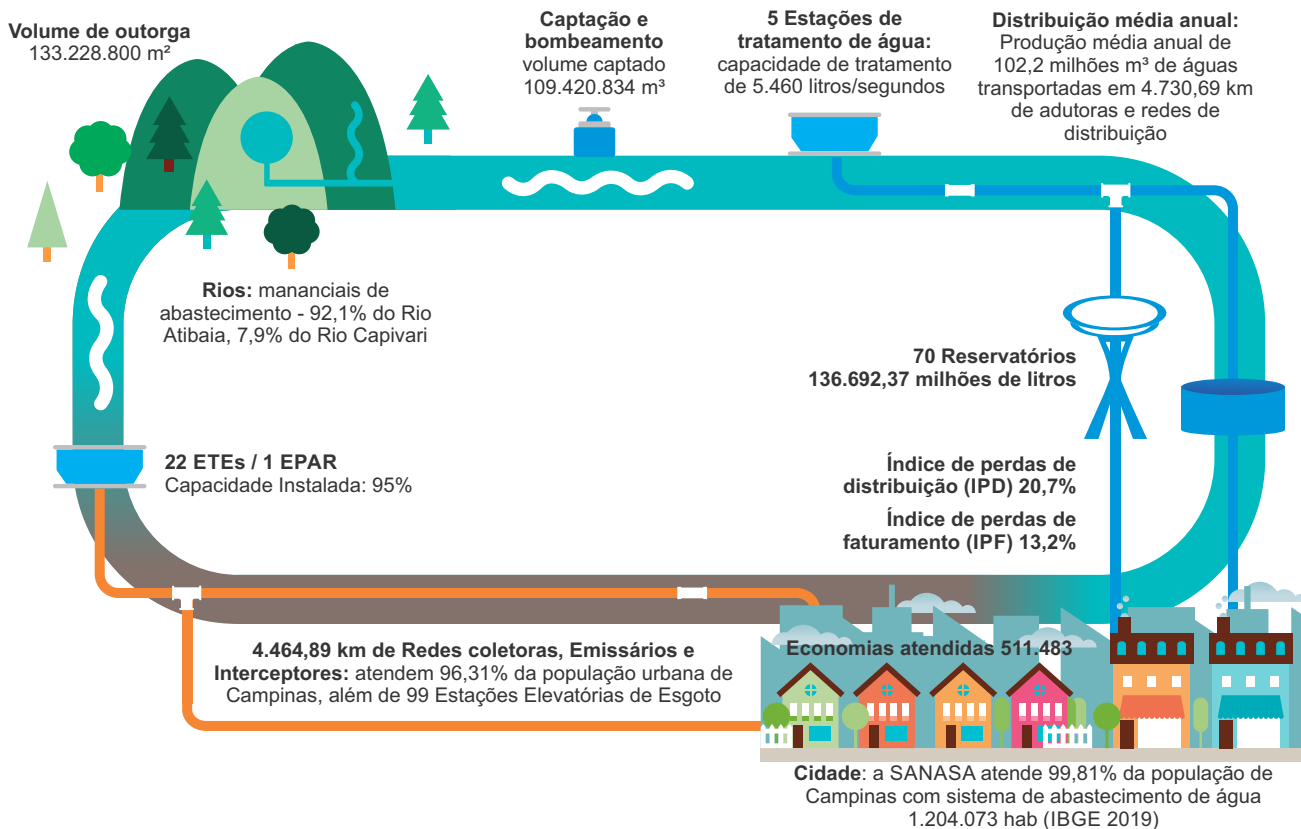 Volume de outorga
133.228.800 m²
Captação e
bombeamento
volume captado
109.420.834 m³
5 Estações de
tratamento de água:
capacidade de tratamento
de 5.460 litros/segundos
Distribuição média anual:
Produção média anual de
102,2 milhões m³ de águas
transportadas em 4.730,69 km
de adutoras e redes de
distribuição
Rios: mananciais de
abastecimento - 92,1% do Rio
Atibaia, 7,9% do Rio Capivari
70 Reservatórios
136.692,37 milhões de litros
22 ETEs / 1 EPAR
Capacidade Instalada: 95%
Índice de perdas de
distribuição (IPD) 20,7%
Índice de perdas de
faturamento (IPF) 13,2%
4.464,89 km de Redes coletoras, Emissários e
Interceptores: atendem 96,31% da população urbana de
Campinas, além de 99 Estações Elevatórias de Esgoto
Economias atendidas 511.483
Cidade: a SANASA atende 99,81% da população de
Campinas com sistema de abastecimento de água
1.204.073 hab (IBGE 2019)